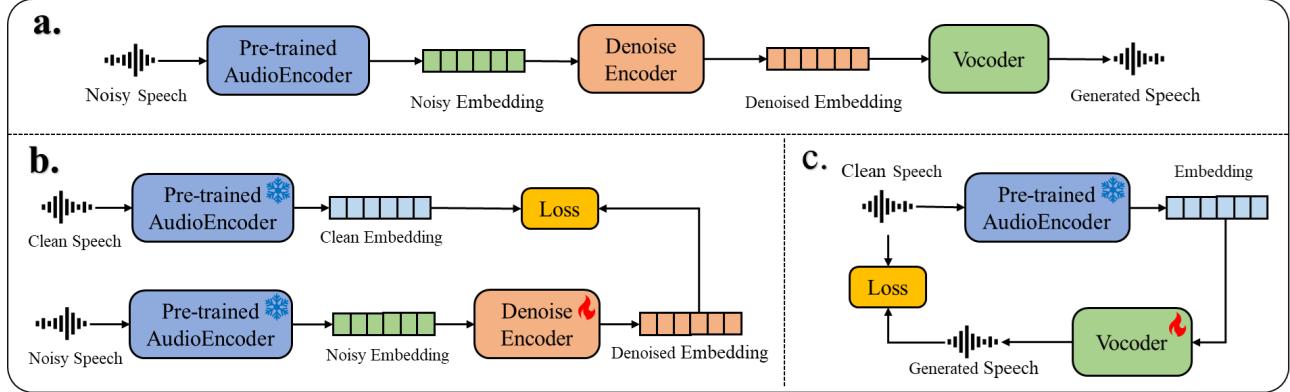 a.
Pre-trained
AudioEncoder
Denoise
Encoder
Vocoder
Noisy Speech
Noisy Embedding
Denoised Embedding
Generated Speech
b.
Pre-trained
AudioEncoder
Loss
Clean Speech
Clean Embedding
Pre-trained
AudioEncoder
Denoise
Encoder
Noisy Speech
Noisy Embedding
Denoised Embedding
c.
Clean Speech
Pre-trained
AudioEncoder
Embedding
Loss
Vocoder
Generated Speech